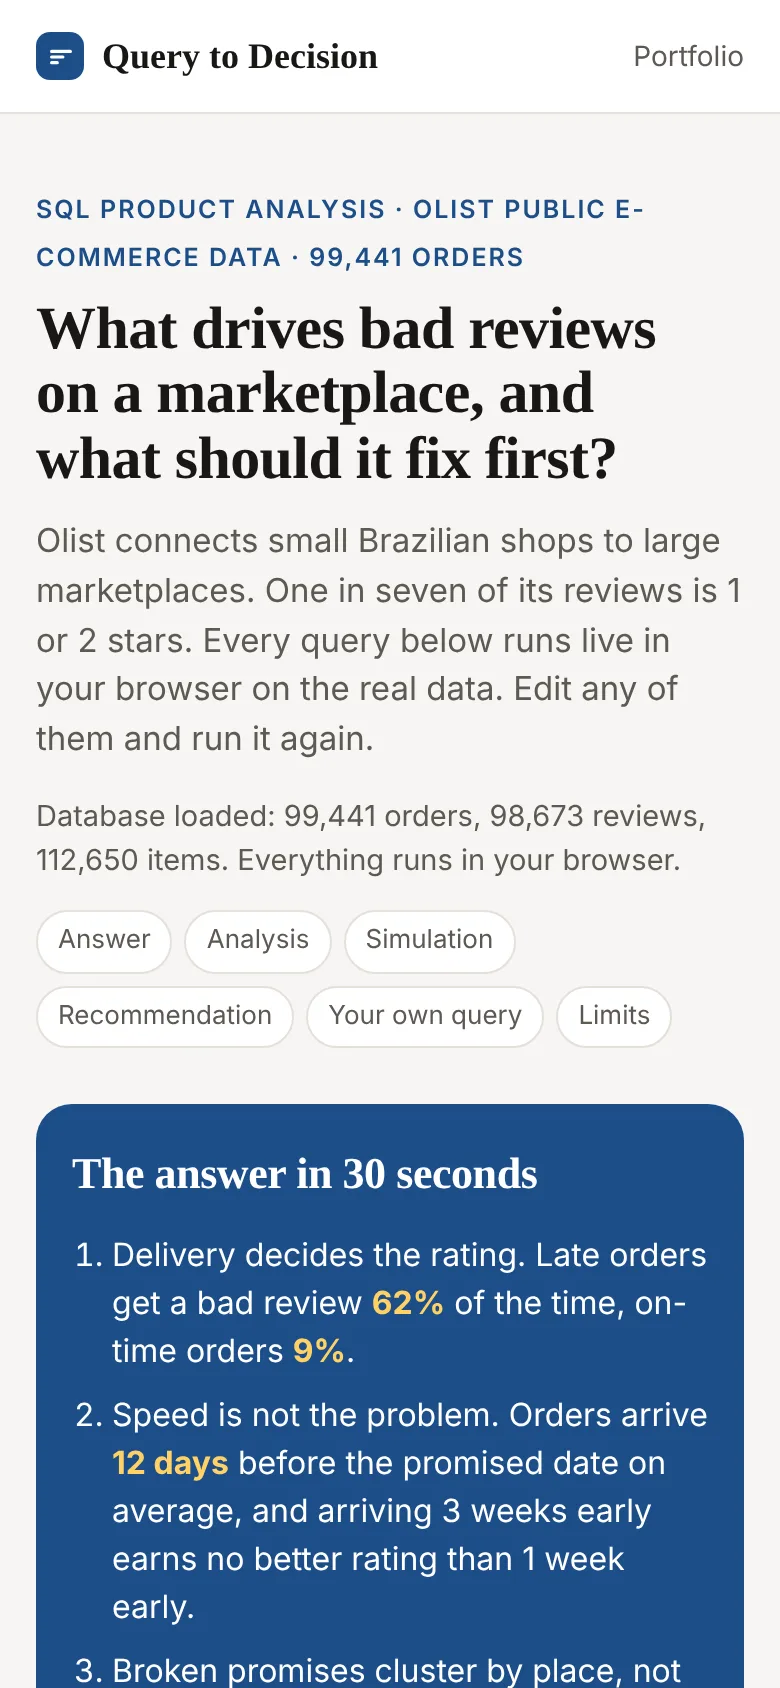 Query to Decision
Portfolio
SQL PRODUCT ANALYSIS · OLIST PUBLIC E-
COMMERCE DATA · 99,441 ORDERS
What drives bad reviews
on a marketplace, and
what should it fix first?
Olist connects small Brazilian shops to large
marketplaces. One in seven of its reviews is 1
or 2 stars. Every query below runs live in
your browser on the real data. Edit any of
them and run it again.
Database loaded: 99,441 orders, 98,673 reviews,
112,650 items. Everything runs in your browser.
Answer
Analysis
Simulation
Recommendation
Your own query
Limits
The answer in 30 seconds
1. Delivery decides the rating. Late orders
get a bad review 62% of the time, on-
time orders 9%.
2. Speed is not the problem. Orders arrive
12 days before the promised date on
average, and arriving 3 weeks early
earns no better rating than 1 week
early.
3. Broken promises cluster by place, not